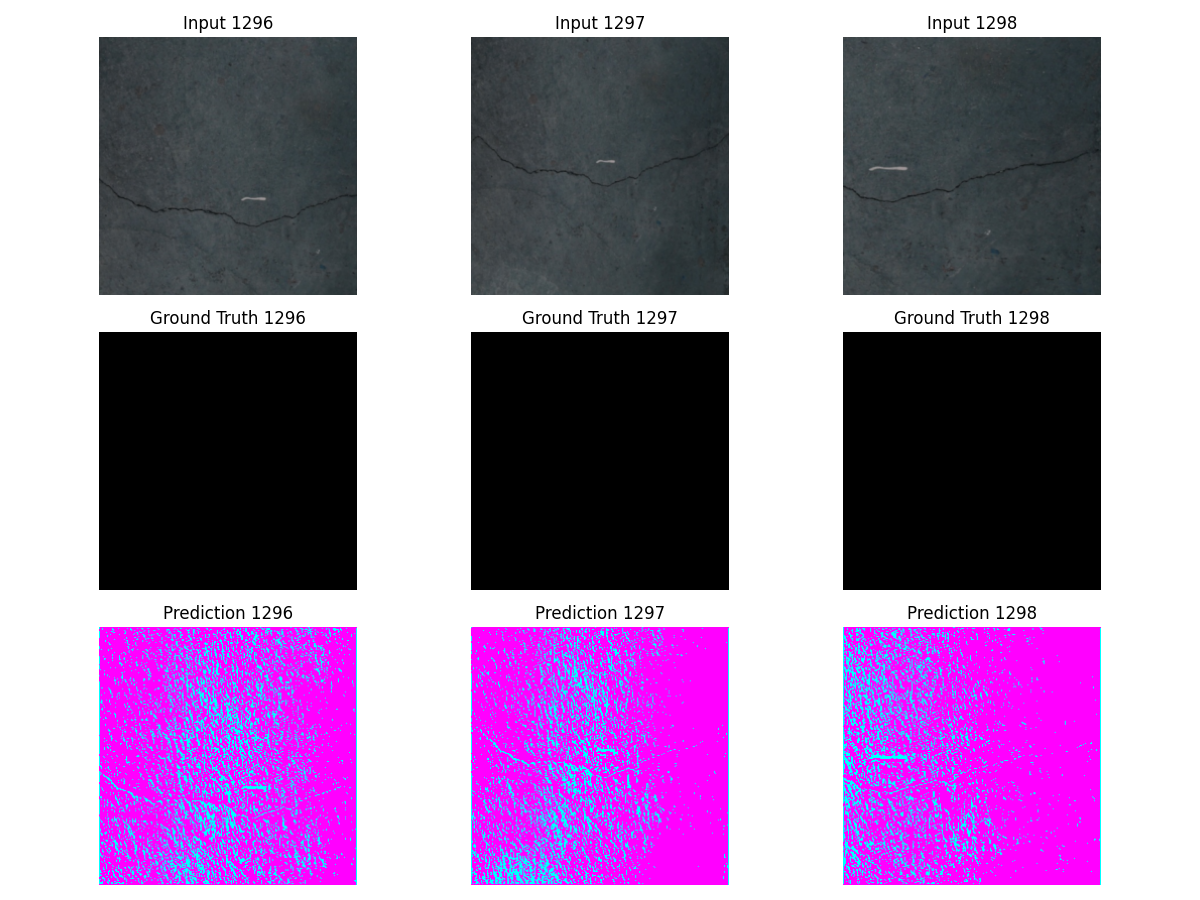 Input 1296
Input 1297
Input 1298
Ground Truth 1296
Ground Truth 1297
Ground Truth 1298
Prediction 1296
Prediction 1297
Prediction 1298